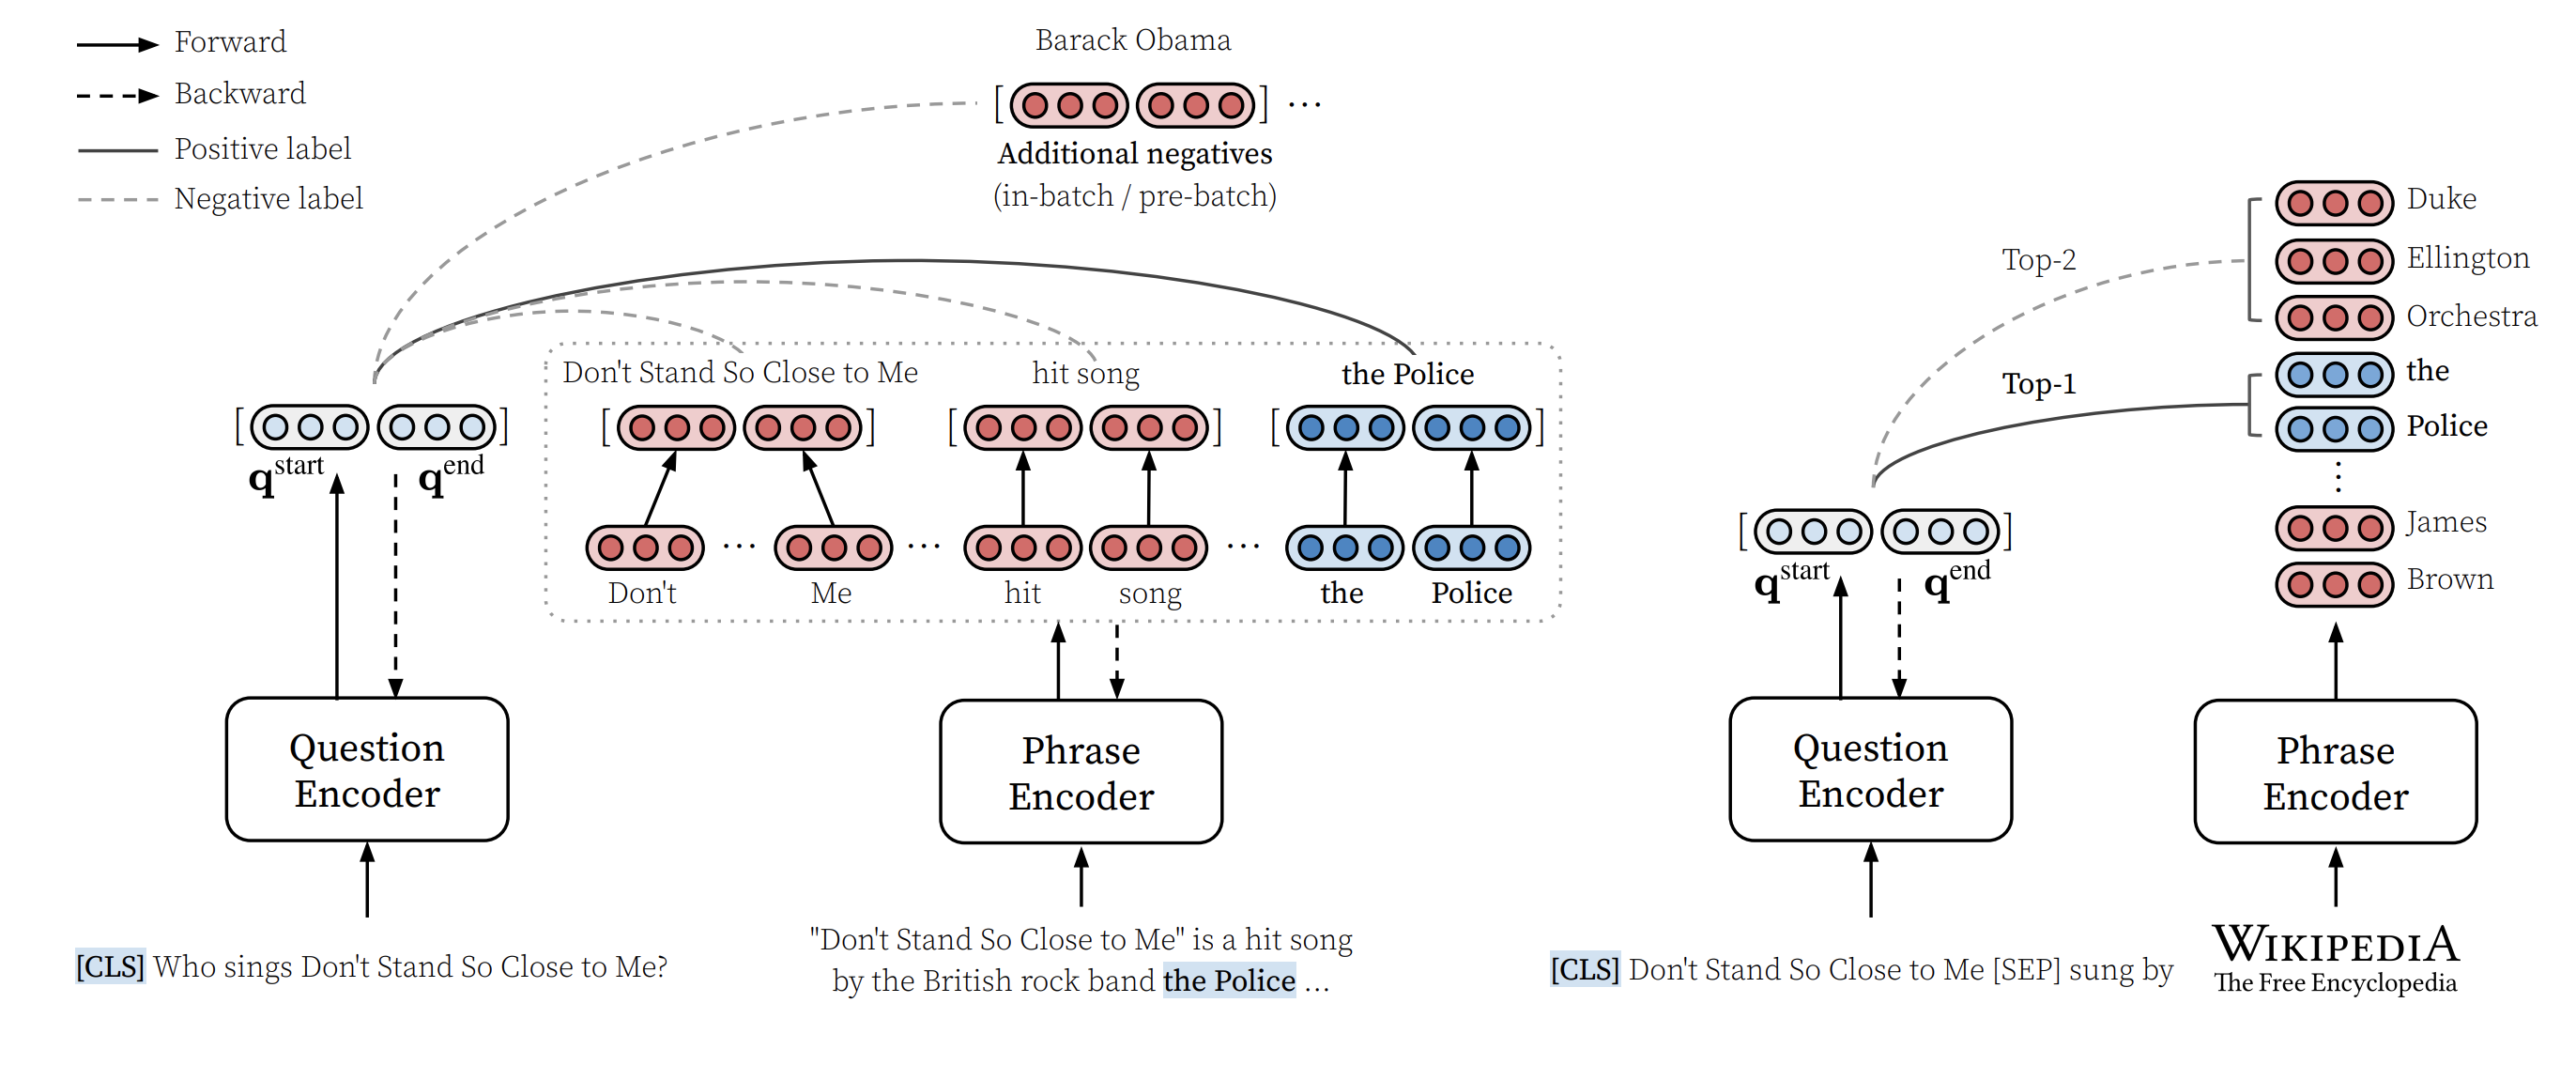 Forward
Backward
Positive label
Negative label
Barack Obama
[ ] ...
Additional negatives
(in-batch / pre-batch)
Don't Stand So Close to Me
hit song
the Police
[ ]
[ ]
[ ]
[ ]
q^start
q^end
... ... ...
Don't
Me
hit
song
the
Police
Question
Encoder
Phrase
Encoder
[CLS] Who sings Don't Stand So Close to Me?
"Don't Stand So Close to Me" is a hit song
by the British rock band the Police ...
Top-2
Top-1
Duke
Ellington
Orchestra
the
Police
⋮
James
Brown
[ ]
q^start
q^end
Question
Encoder
Phrase
Encoder
[CLS] Don't Stand So Close to Me [SEP] sung by
WIKIPEDIA
The Free Encyclopedia